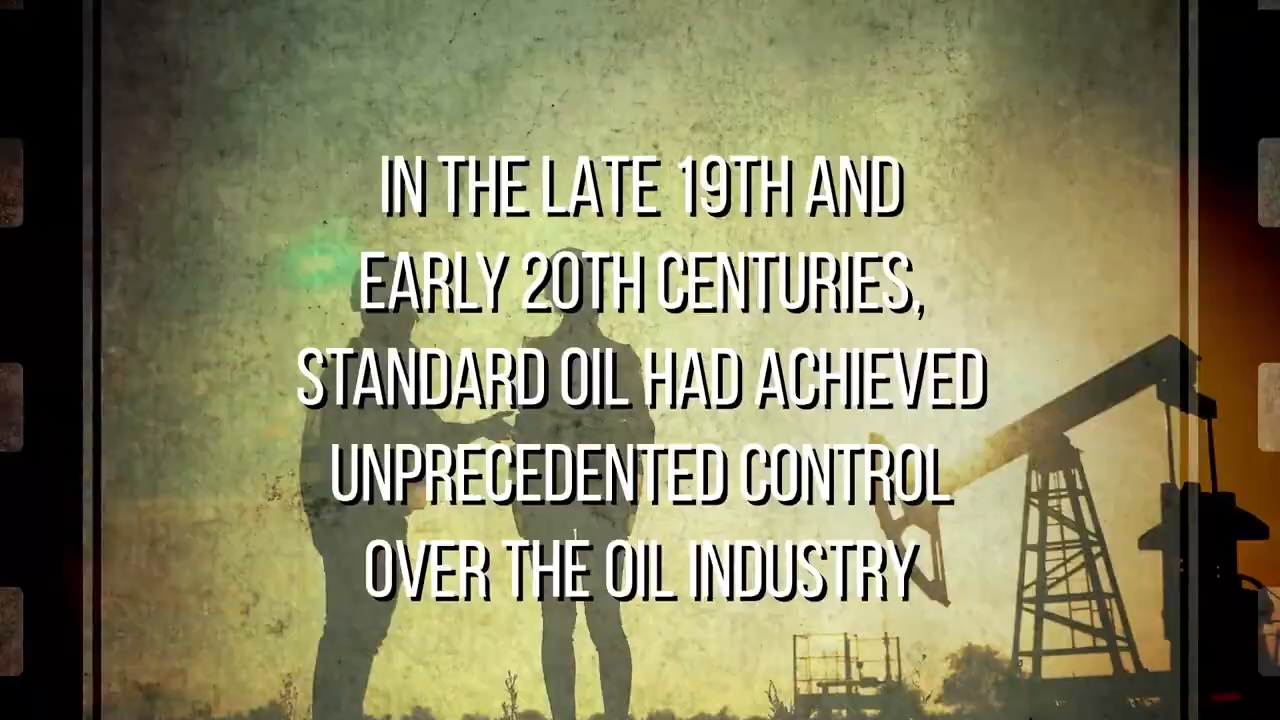 IN THE LATE 19TH AND
EARLY 20TH CENTURIES,
STANDARD OIL HAD ACHIEVED
UNPRECEDENTED CONTROL
OVER THE OIL INDUSTRY